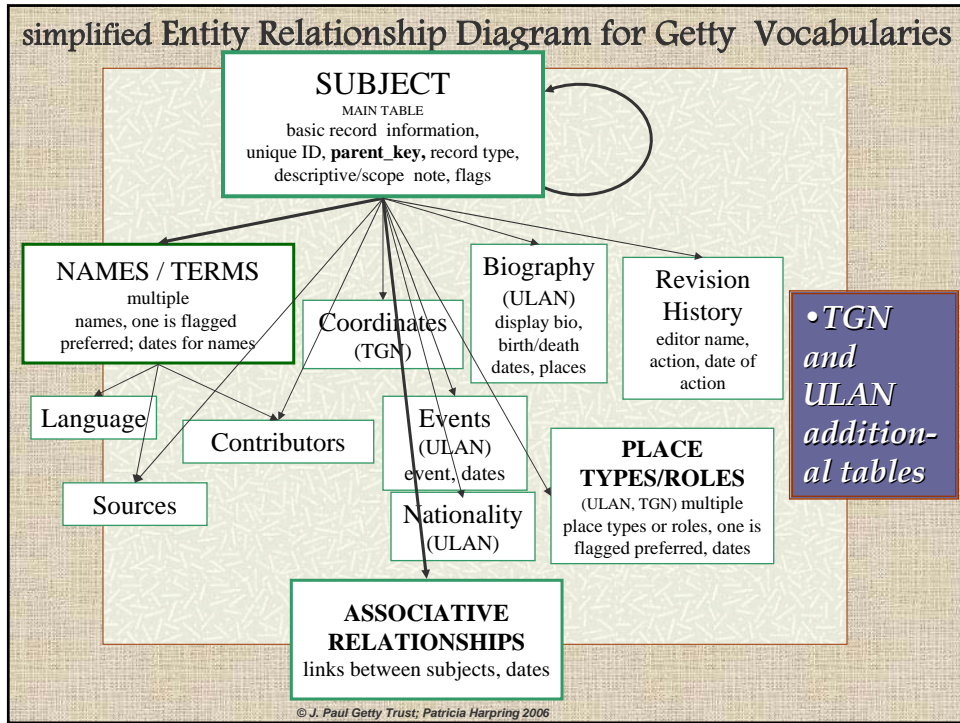 simplified Entity Relationship Diagram for Getty Vocabularies
SUBJECT
MAIN TABLE
basic record information,
unique ID, parent_key, record type,
descriptive/scope note, flags
NAMES / TERMS
multiple
names, one is flagged
preferred; dates for names
Coordinates
(TGN)
Biography
(ULAN)
display bio,
birth/death
dates, places
Revision
History
editor name,
action, date of
action
•TGN
and
ULAN
addition-
al tables
Language
Contributors
Sources
Events
(ULAN)
event, dates
Nationality
(ULAN)
PLACE
TYPES/ROLES
(ULAN, TGN) multiple
place types or roles, one is
flagged preferred, dates
ASSOCIATIVE
RELATIONSHIPS
links between subjects, dates
© J. Paul Getty Trust; Patricia Harpring 2006